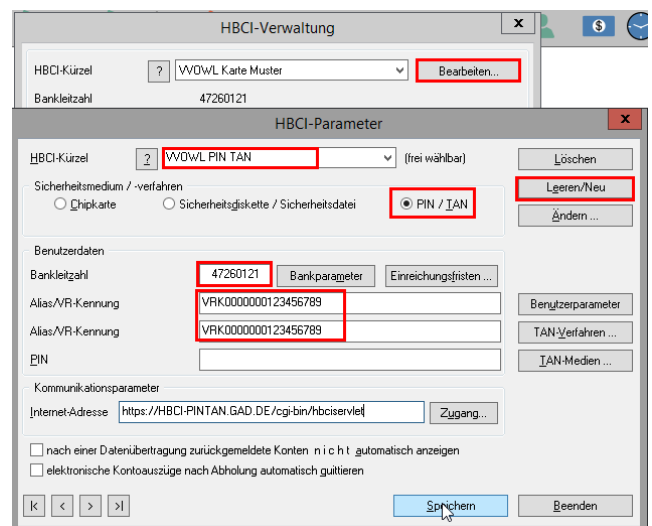 HBCI-Verwaltung x
$
HBCI-Kürzel ? VVOWL Karte Muster Bearbeiten...
Bankleitzahl 47260121
HBCI-Parameter x
HBCI-Kürzel ? VVOWL PIN TAN (frei wählbar) Löschen
Sicherheitsmedium / -verfahren Leeren/Neu
Chipkarte Sicherheitsdiskette / Sicherheitsdatei PIN / TAN
Ändern ...
Benutzerdaten
Bankleitzahl 47260121 Bankparameter Einreichungsfristen ...
Alias/VR-Kennung VRK0000000123456789 Benutzerparameter
Alias/VR-Kennung VRK0000000123456789 TAN-Verfahren ...
PIN TAN-Medien ...
Kommunikationsparameter
Internet-Adresse https://HBCI-PINTAN.GAD.DE/cgi-bin/hbciservlet Zugang...
nach einer Datenübertragung zurückgemeldete Konten n i c h t automatisch anzeigen
elektronische Kontoauszüge nach Abholung automatisch quittieren
K < > >| Speichern Beenden